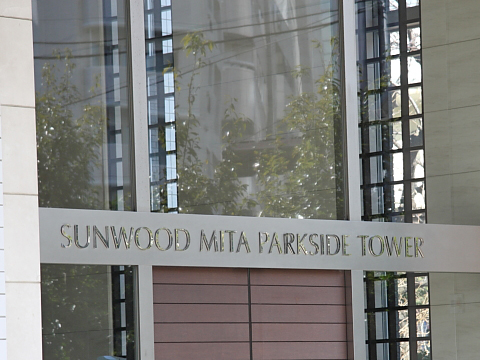 SUNWOOD MITA PARKSIDE TOWER